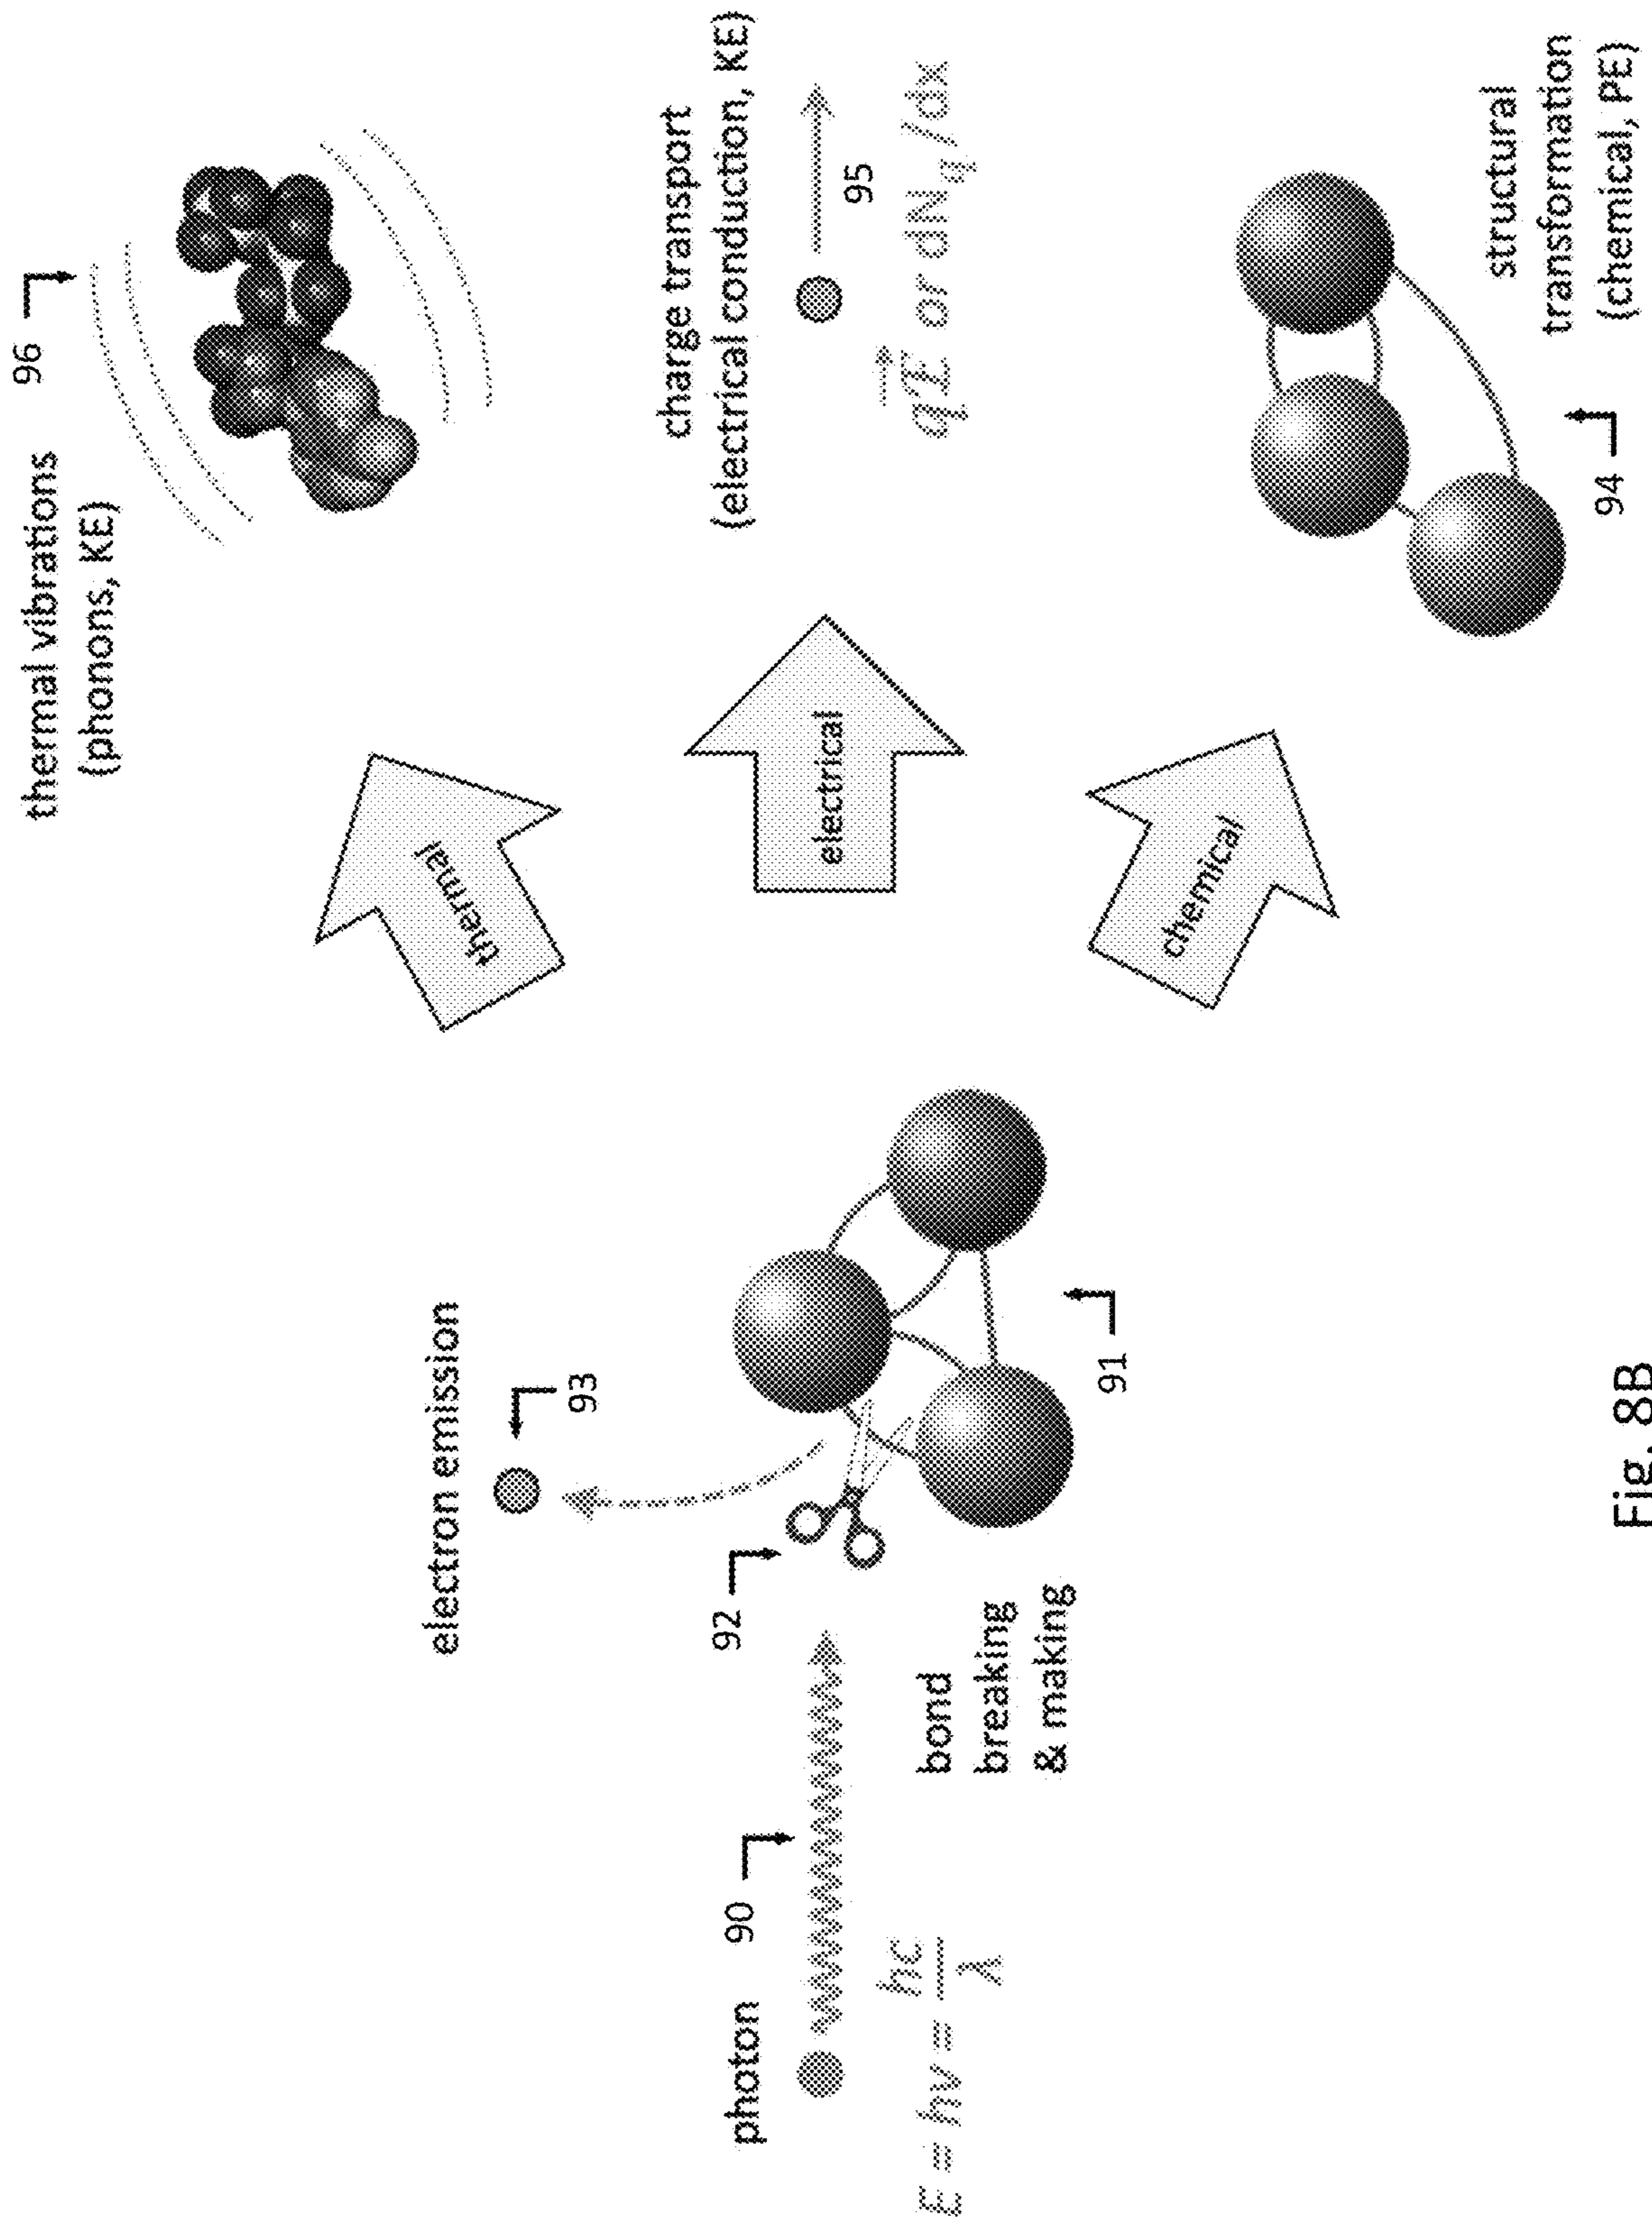 photon
90
E = hν = hc/λ
92
bond
breaking
& making
electron emission
93
91
thermal
electrical
chemical
thermal vibrations
(phonons, KE)
96
charge transport
(electrical conduction, KE)
95
qE or dNq/dx
structural
transformation
(chemical, PE)
94
Fig. 8B